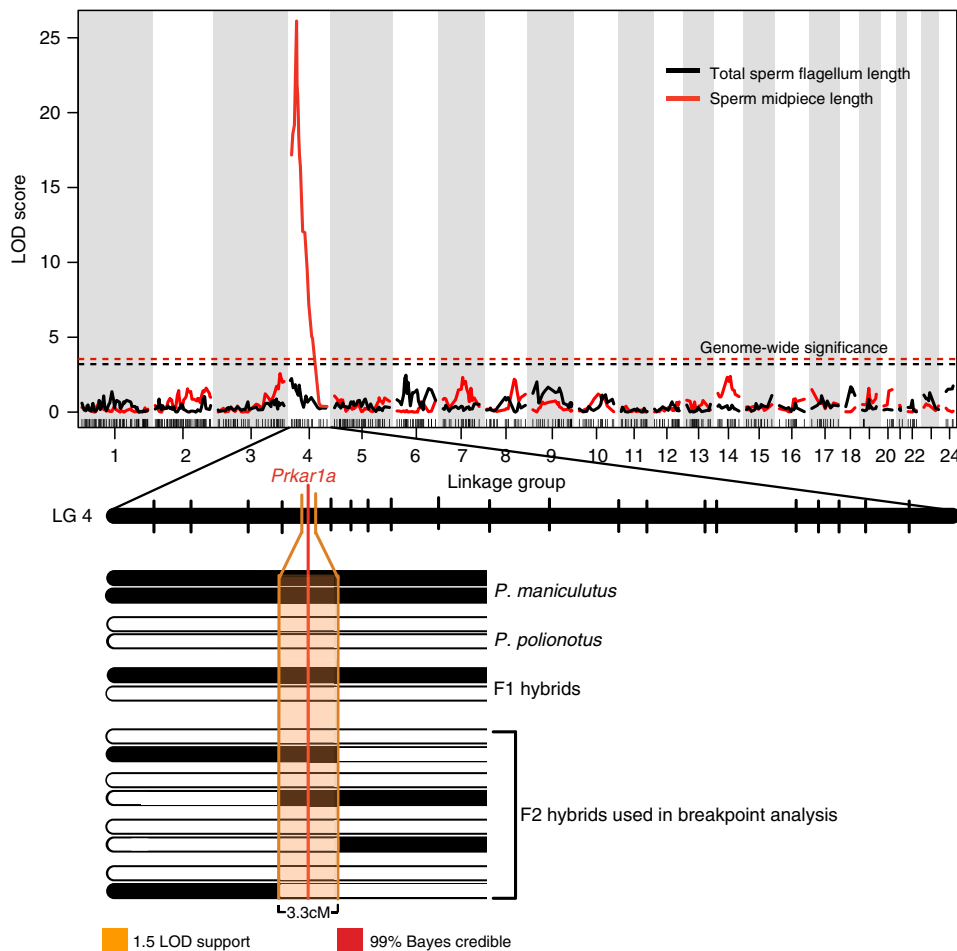 25
20
15
10
5
0
LOD score
Total sperm flagellum length
Sperm midpiece length
Genome-wide significance
1 2 3 4 5 6 7 8 9 10 11 12 13 14 15 16 17 18 20 22 24
Linkage group
Prkar1a
LG 4
P. maniculutus
P. polionotus
F1 hybrids
F2 hybrids used in breakpoint analysis
3.3cM
1.5 LOD support
99% Bayes credible